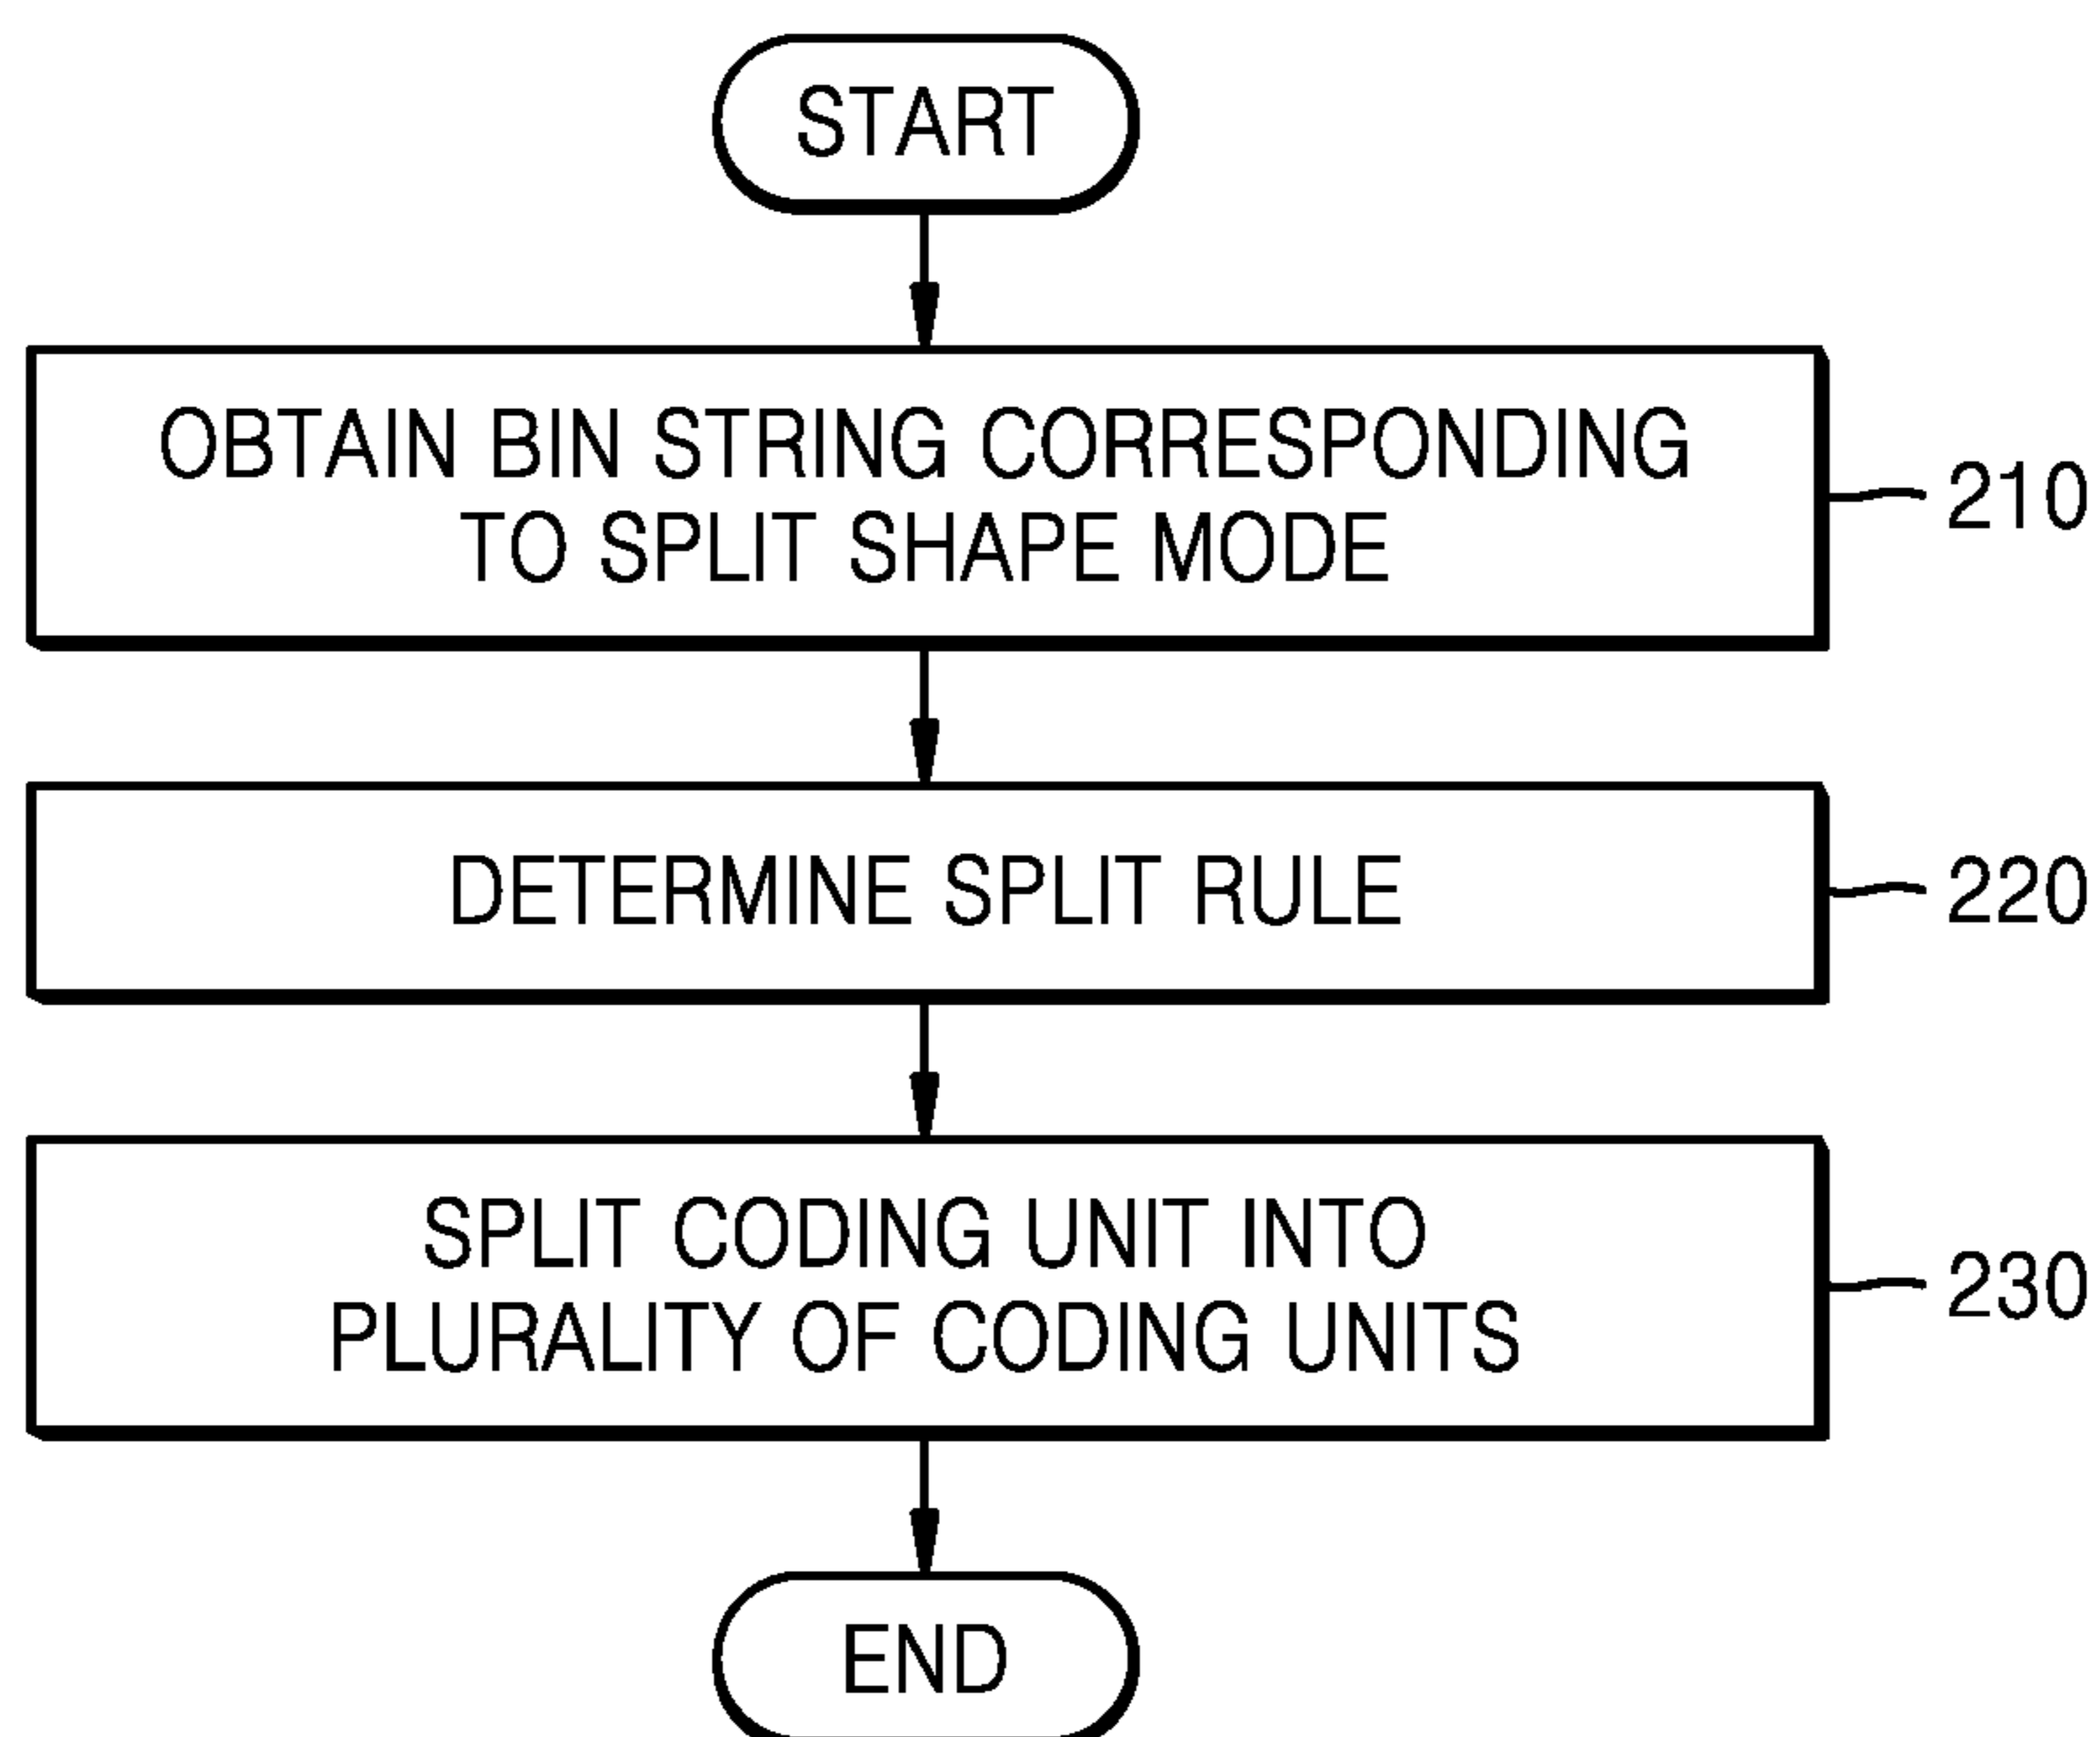 START
OBTAIN BIN STRING CORRESPONDING
TO SPLIT SHAPE MODE
210
DETERMINE SPLIT RULE
220
SPLIT CODING UNIT INTO
PLURALITY OF CODING UNITS
230
END